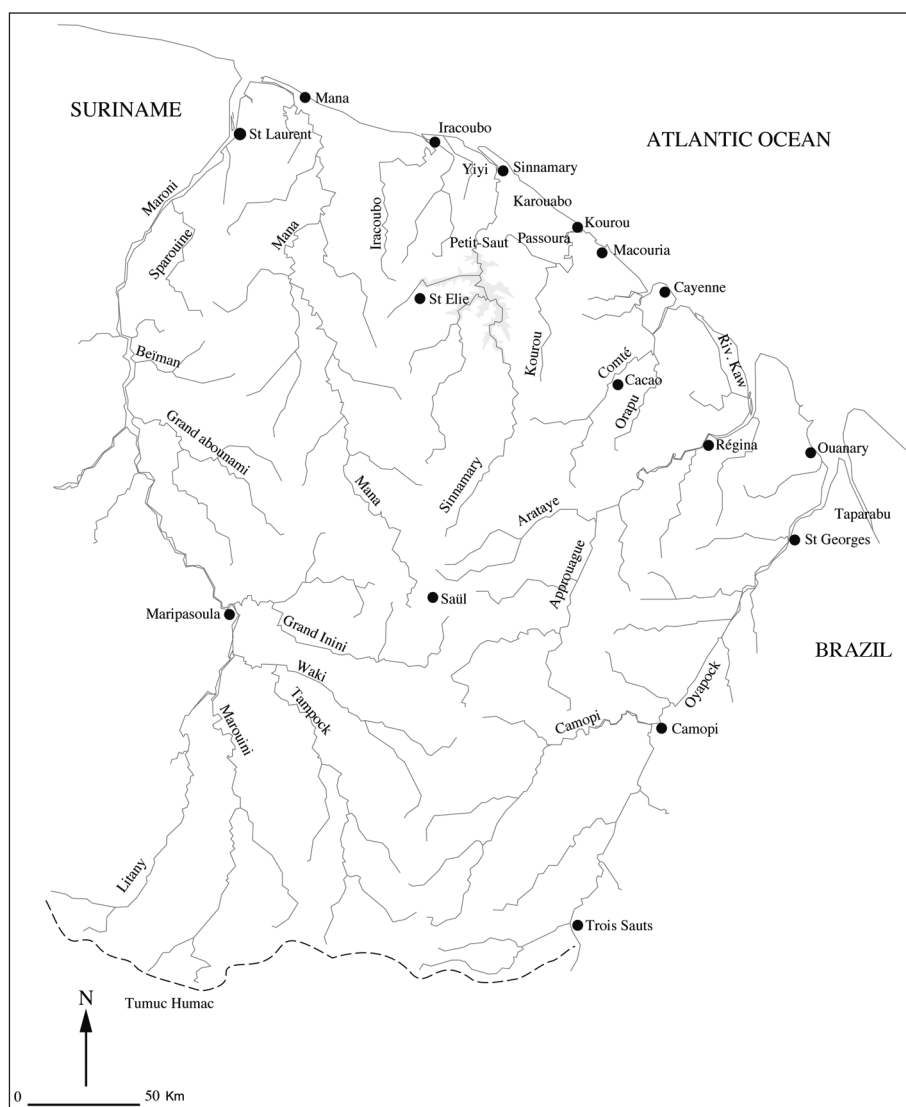 Mana
SURINAME
St Laurent
Iracoubo
ATLANTIC OCEAN
Yiyi
Sinnamary
Maroni
Karouabo
Mana
Iracoubo
Kourou
Sparouine
Petit-Saut
Passoura
Macouria
St Elie
Cayenne
Beïman
Kourou
Comté
Riv. Kaw
Cacao
Orapu
Grand abounami
Régina
Ouanary
Mana
Sinnamary
Arataye
Taparabu
St Georges
Approuague
Saül
Maripasoula
Grand Inini
BRAZIL
Waki
Oyapock
Tampock
Marouini
Camopi
Camopi
Litany
Trois Sauts
Tumuc Humac
N
0 50 Km